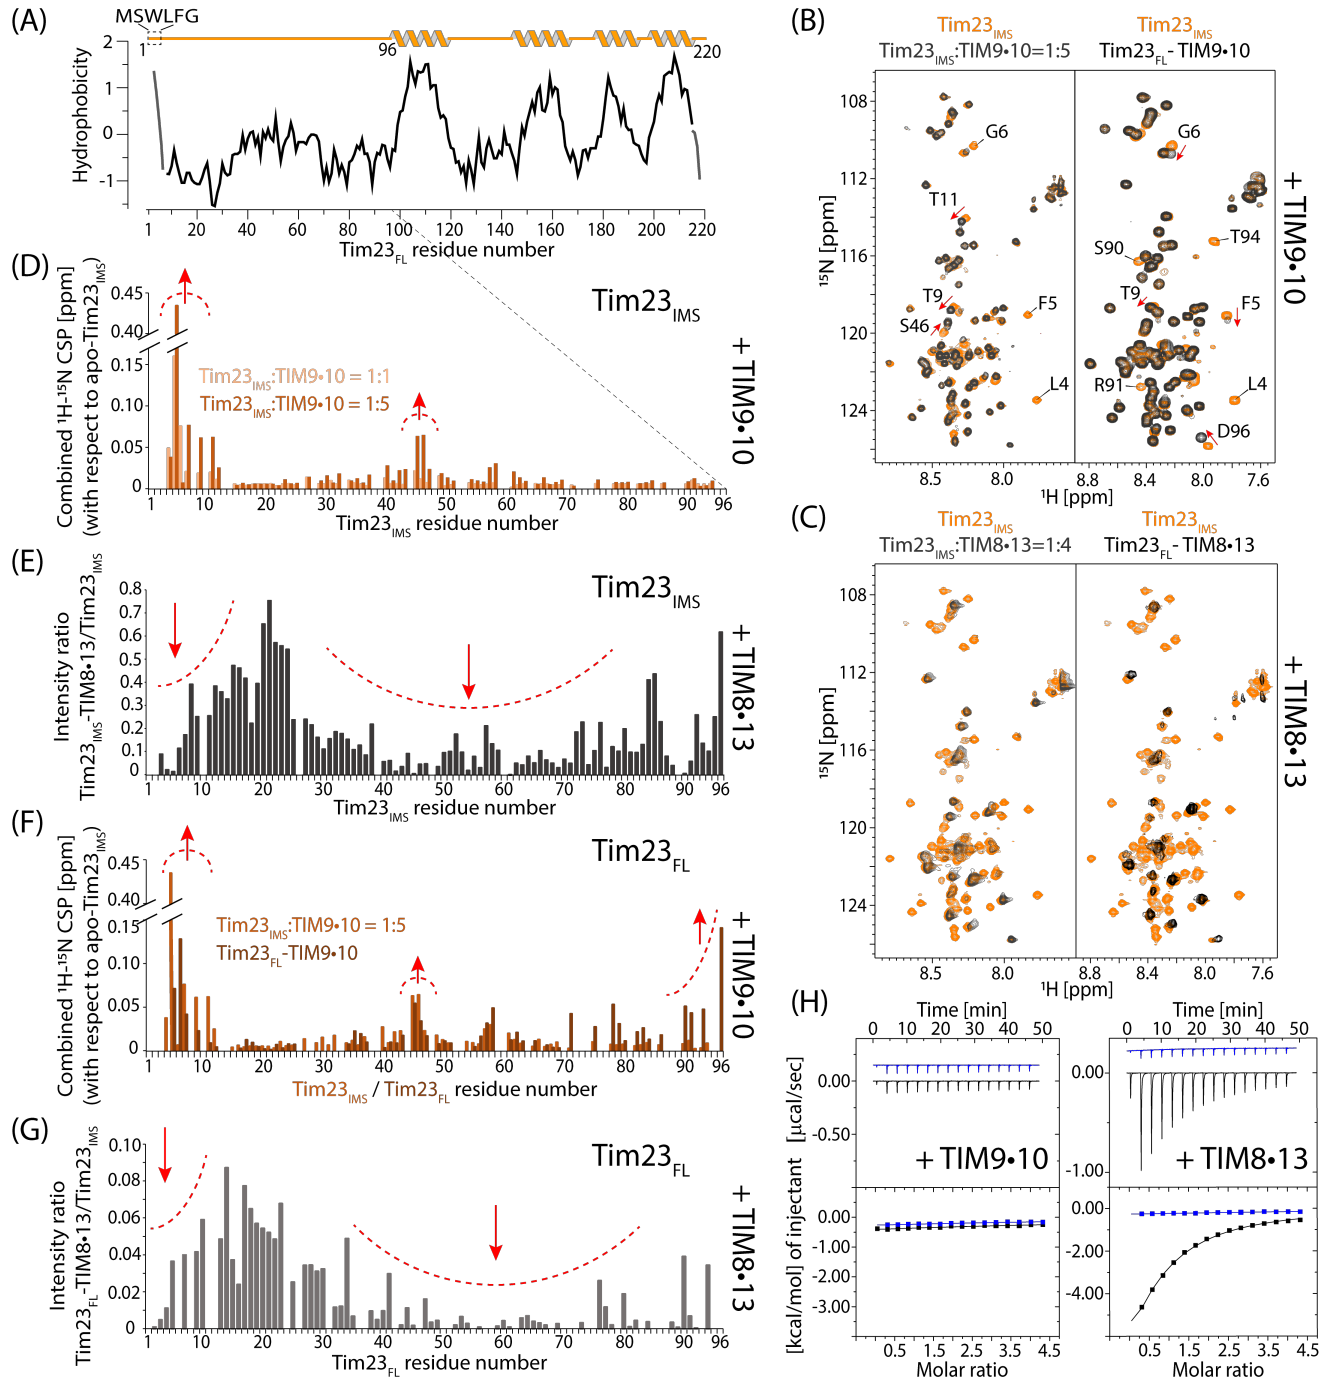 (A)
MSWLFG
1
96
220
2
1
0
-1
Hydrophobicity
1 20 40 60 80 100 120 140 160 180 200 220
Tim23FL residue number
(B)
Tim23IMS
Tim23IMS:TIM9•10=1:5
Tim23IMS
Tim23FL- TIM9•10
108
112
116
120
124
15N [ppm]
G6
T11
T9
S46
F5
L4
G6
S90
T94
T9
F5
R91
L4
D96
8.5 8.0
8.8 8.4 8.0 7.6
1H [ppm]
+ TIM9•10
(C)
Tim23IMS
Tim23IMS:TIM8•13=1:4
Tim23IMS
Tim23FL- TIM8•13
108
112
116
120
124
15N [ppm]
8.5 8.0
8.8 8.4 8.0 7.6
1H [ppm]
+ TIM8•13
(D)
Combined 1H-15N CSP [ppm]
(with respect to apo-Tim23IMS)
0.45
0.40
0.15
0.10
0.05
0
Tim23IMS
Tim23IMS:TIM9•10 = 1:1
Tim23IMS:TIM9•10 = 1:5
+ TIM9•10
1 10 20 30 40 50 60 70 80 90 96
Tim23IMS residue number
(E)
Intensity ratio
Tim23IMS-TIM8•13/Tim23IMS
0.8
0.7
0.6
0.5
0.4
0.3
0.2
0.1
0
Tim23IMS
+ TIM8•13
1 10 20 30 40 50 60 70 80 90 96
Tim23IMS residue number
(F)
Combined 1H-15N CSP [ppm]
(with respect to apo-Tim23IMS)
0.45
0.40
0.15
0.10
0.05
0
Tim23FL
Tim23IMS:TIM9•10 = 1:5
Tim23FL-TIM9•10
+ TIM9•10
1 10 20 30 40 50 60 70 80 90 96
Tim23IMS / Tim23FL residue number
(G)
Intensity ratio
Tim23FL-TIM8•13/Tim23IMS
0.10
0.08
0.06
0.04
0.02
0
Tim23FL
+ TIM8•13
1 10 20 30 40 50 60 70 80 90 96
Tim23FL residue number
(H)
Time [min]
0 10 20 30 40 50
0.00
-0.50
+ TIM9•10
0.00
-1.00
-2.00
-3.00
0.5 1.5 2.5 3.5 4.5
Molar ratio
[kcal/mol] of injectant [µcal/sec]
Time [min]
0 10 20 30 40 50
0.00
-1.00
+ TIM8•13
0.00
-2.00
-4.00
0.5 1.5 2.5 3.5 4.5
Molar ratio